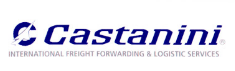 Castanini
INTERNATIONAL FREIGHT FORWARDING & LOGISTIC SERVICES